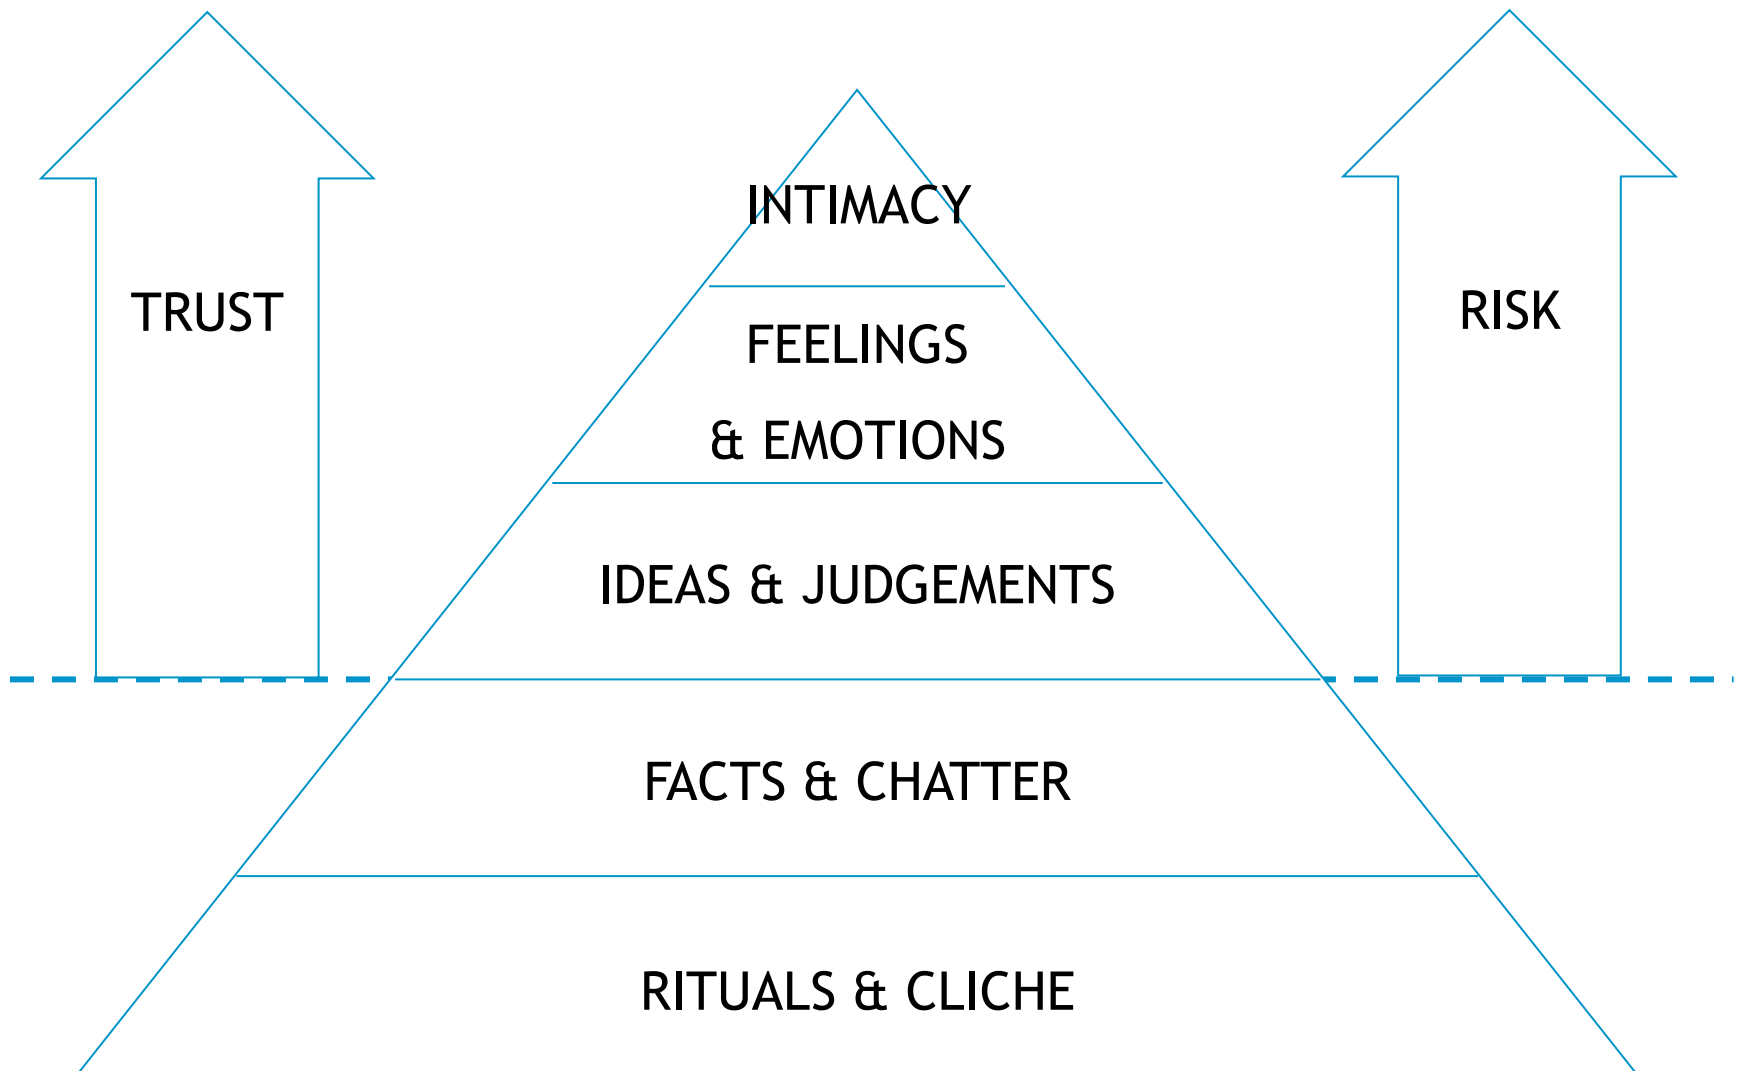 INTIMACY
TRUST
RISK
FEELINGS
& EMOTIONS
IDEAS & JUDGEMENTS
FACTS & CHATTER
RITUALS & CLICHE